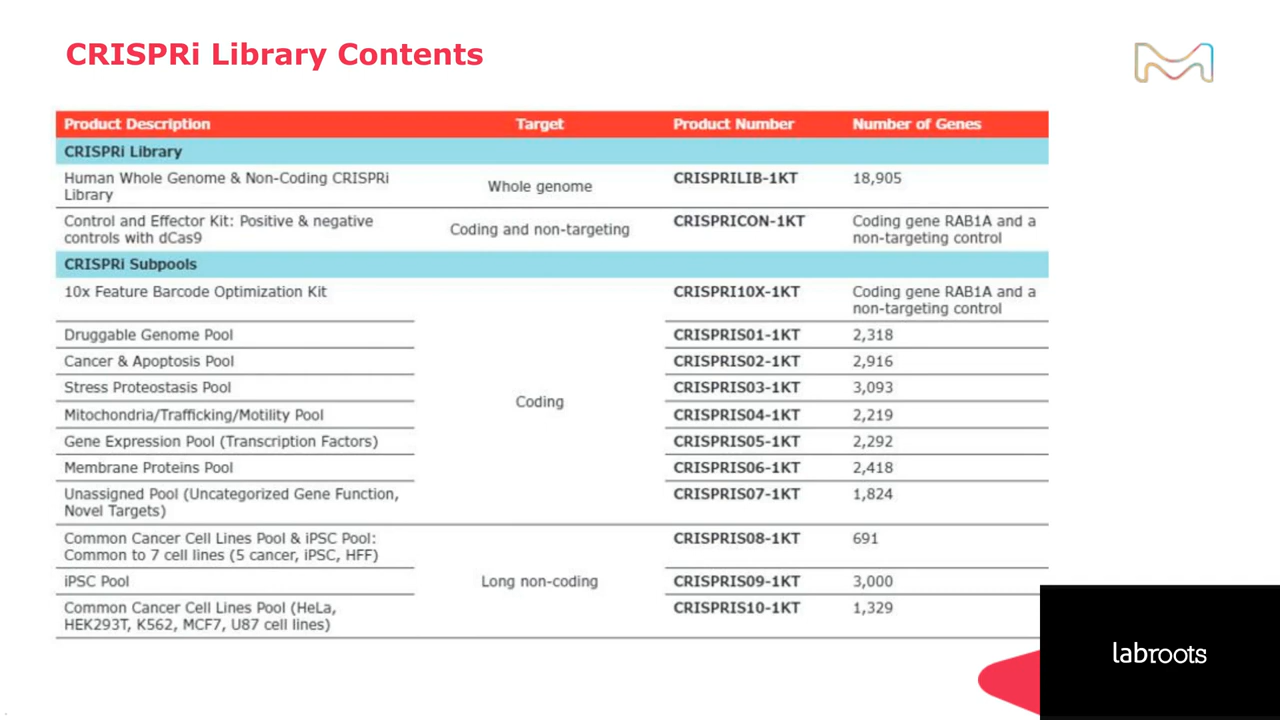 CRISPRi Library Contents
Product Description Target Product Number Number of Genes
CRISPRi Library
Human Whole Genome & Non-Coding CRISPRi
Library
Whole genome
CRISPRILIB-1KT
18,905
Control and Effector Kit: Positive & negative
controls with dCas9
Coding and non-targeting
CRISPRICON-1KT
Coding gene RAB1A and a
non-targeting control
CRISPRi Subpools
10x Feature Barcode Optimization Kit
CRISPRI10X-1KT
Coding gene RAB1A and a
non-targeting control
Druggable Genome Pool CRISPRIS01-1KT 2,318
Cancer & Apoptosis Pool CRISPRIS02-1KT 2,916
Stress Proteostasis Pool CRISPRIS03-1KT 3,093
Coding
Mitochondria/Trafficking/Motility Pool CRISPRIS04-1KT 2,219
Gene Expression Pool (Transcription Factors) CRISPRIS05-1KT 2,292
Membrane Proteins Pool CRISPRIS06-1KT 2,418
Unassigned Pool (Uncategorized Gene Function,
Novel Targets)
CRISPRIS07-1KT
1,824
Common Cancer Cell Lines Pool & iPSC Pool:
Common to 7 cell lines (5 cancer, iPSC, HFF)
CRISPRIS08-1KT
691
iPSC Pool Long non-coding CRISPRIS09-1KT 3,000
Common Cancer Cell Lines Pool (HeLa,
HEK293T, K562, MCF7, U87 cell lines)
CRISPRIS10-1KT
1,329
labroots